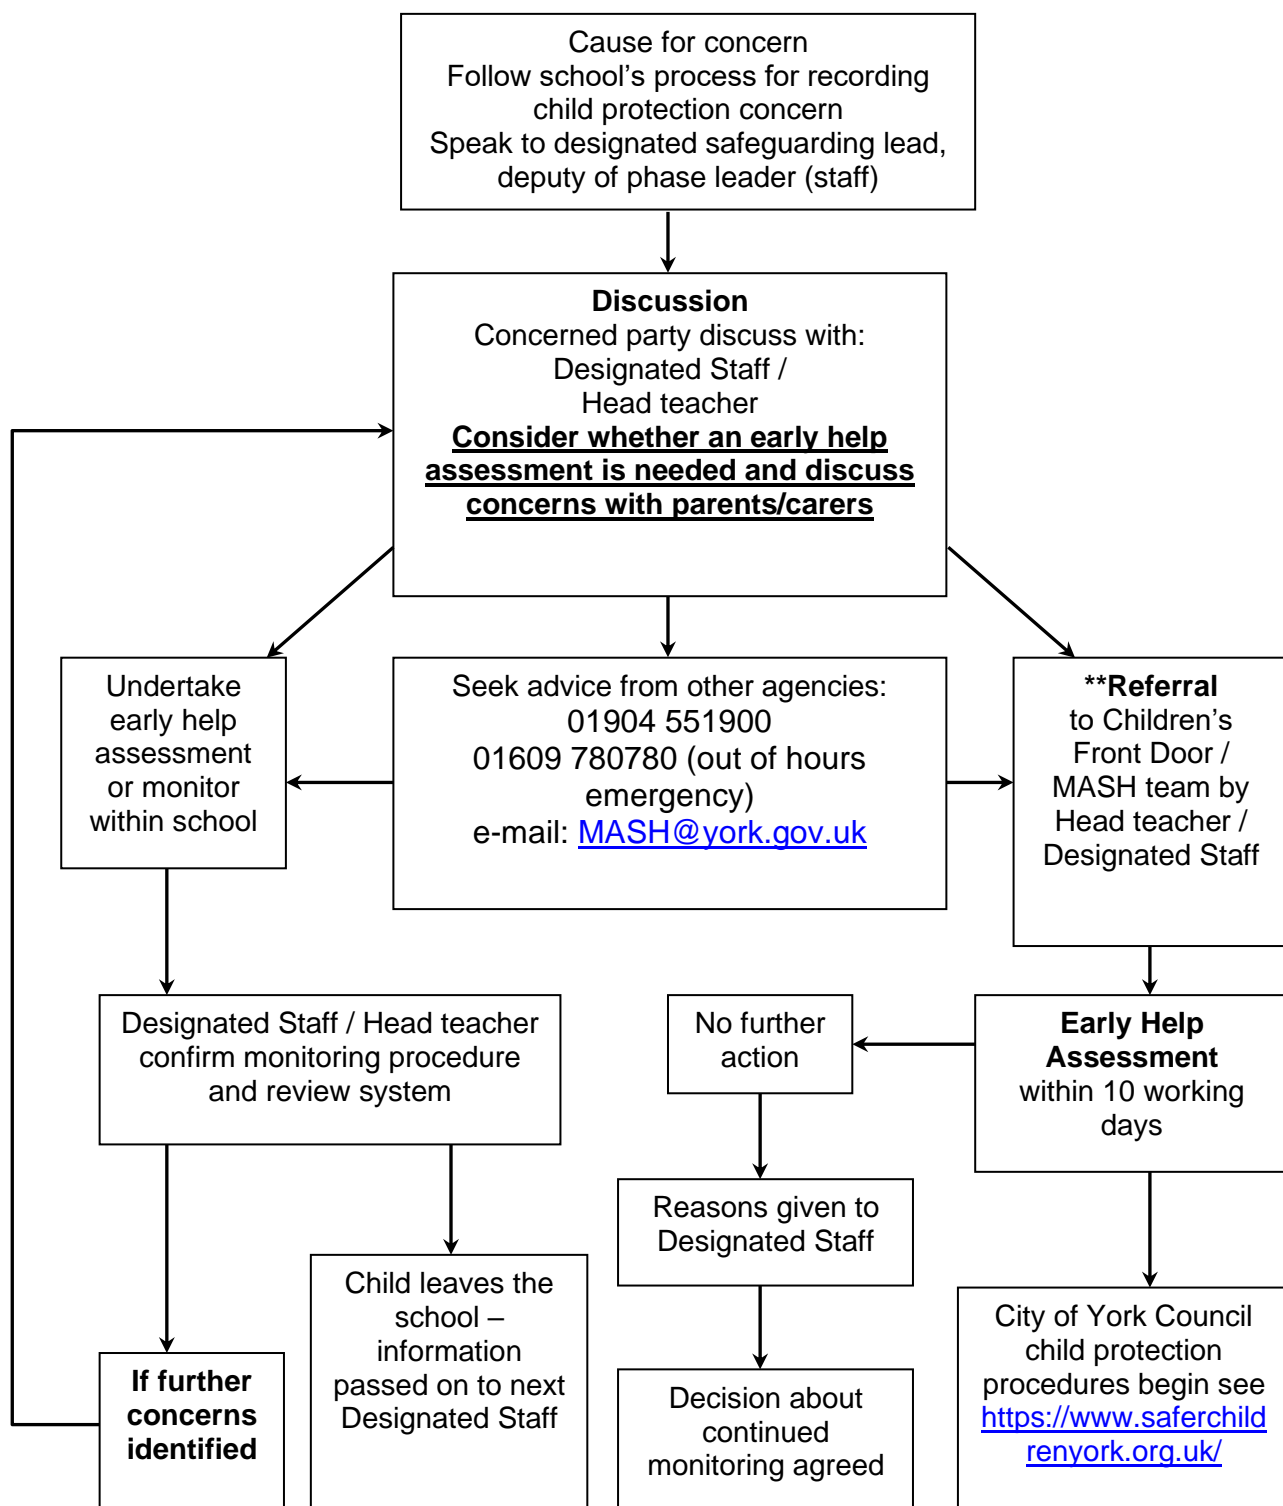 Cause for concern
Follow school’s process for recording
child protection concern
Speak to designated safeguarding lead,
deputy of phase leader (staff)
Discussion
Concerned party discuss with:
Designated Staff /
Head teacher
Consider whether an early help
assessment is needed and discuss
concerns with parents/carers
Undertake
early help
assessment
or monitor
within school
Seek advice from other agencies:
01904 551900
01609 780780 (out of hours
emergency)
e-mail: MASH@york.gov.uk
**Referral
to Children’s
Front Door /
MASH team by
Head teacher /
Designated Staff
Designated Staff / Head teacher
confirm monitoring procedure
and review system
No further
action
Early Help
Assessment
within 10 working
days
Reasons given to
Designated Staff
If further
concerns
identified
Child leaves the
school –
information
passed on to next
Designated Staff
Decision about
continued
monitoring agreed
City of York Council
child protection
procedures begin see
https://www.saferchild
renyork.org.uk/